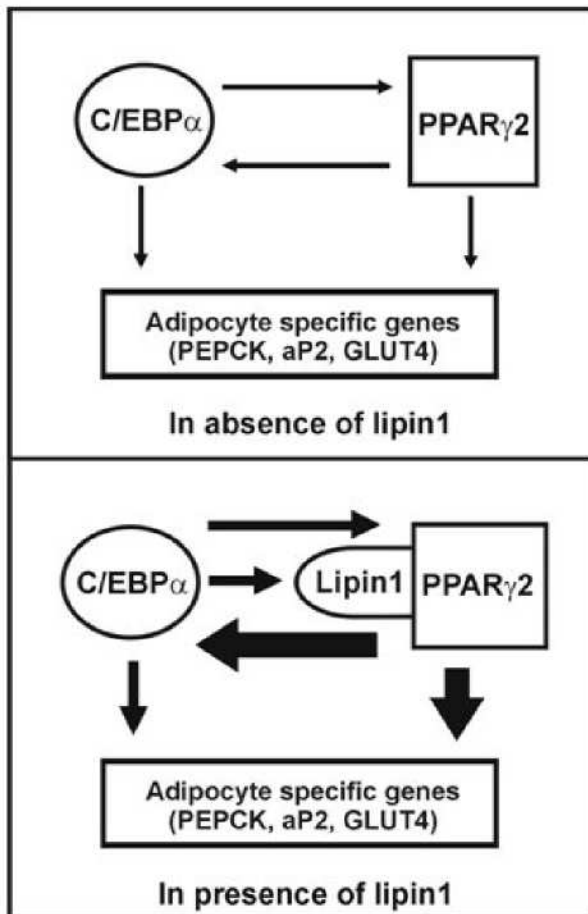 C/EBPα
PPARγ2
Adipocyte specific genes
(PEPCK, aP2, GLUT4)
In absence of lipin1
C/EBPα
Lipin1
PPARγ2
Adipocyte specific genes
(PEPCK, aP2, GLUT4)
In presence of lipin1